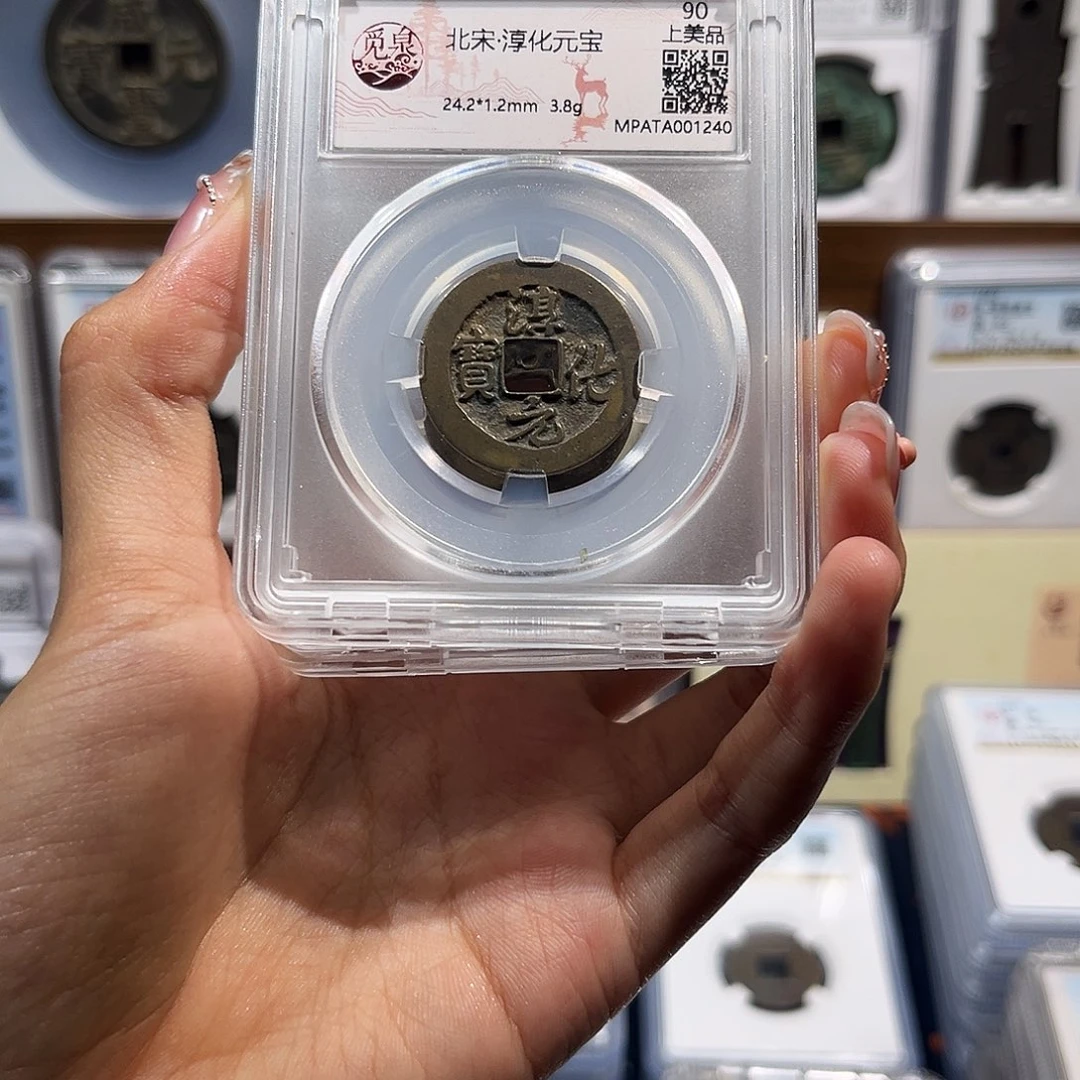 觅泉
北宋·淳化元宝
90
上美品
24.2*1.2mm 3.8g
MPATA001240
淳化元寶